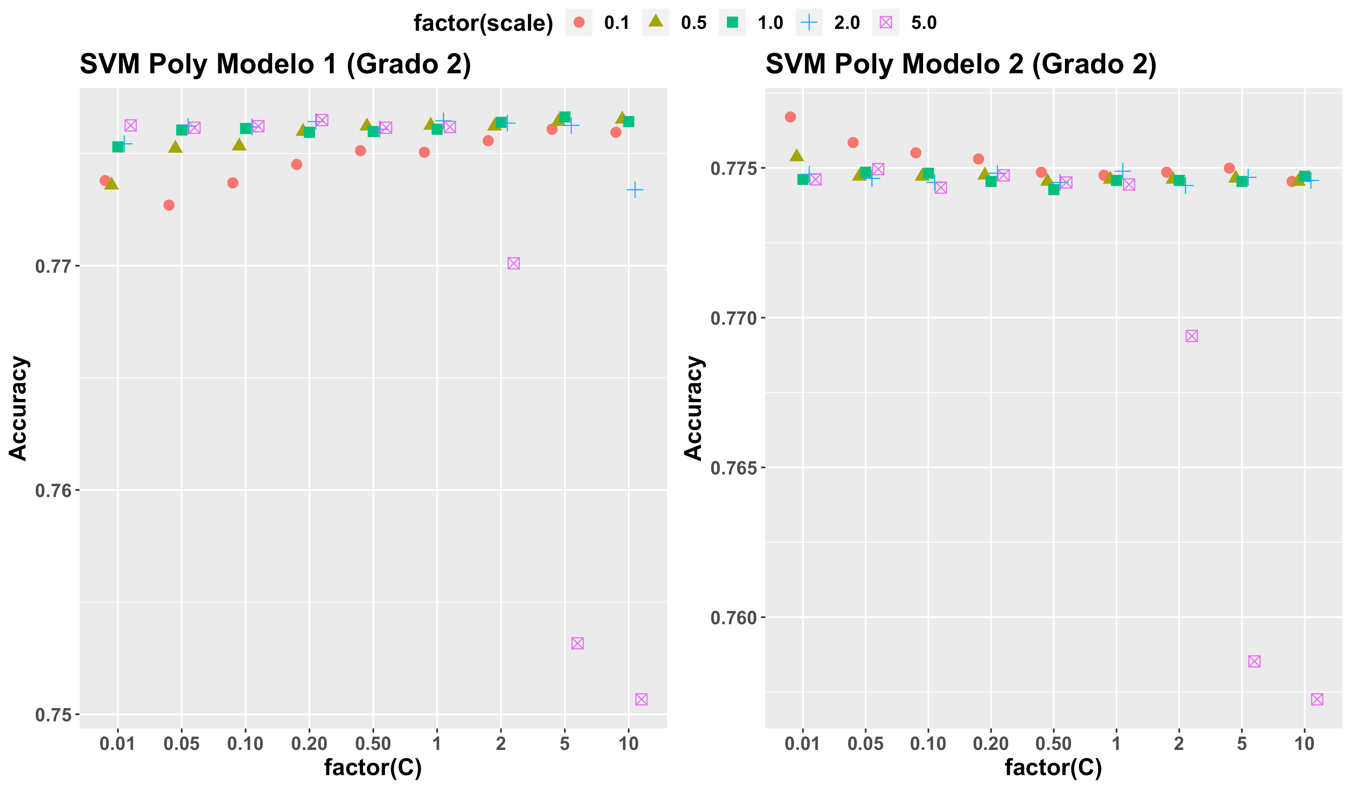 factor(scale) 0.1 0.5 1.0 2.0 5.0
SVM Poly Modelo 1 (Grado 2)
Accuracy
0.77
0.76
0.75
0.01 0.05 0.10 0.20 0.50 1 2 5 10
factor(C)
SVM Poly Modelo 2 (Grado 2)
Accuracy
0.775
0.770
0.765
0.760
0.01 0.05 0.10 0.20 0.50 1 2 5 10
factor(C)